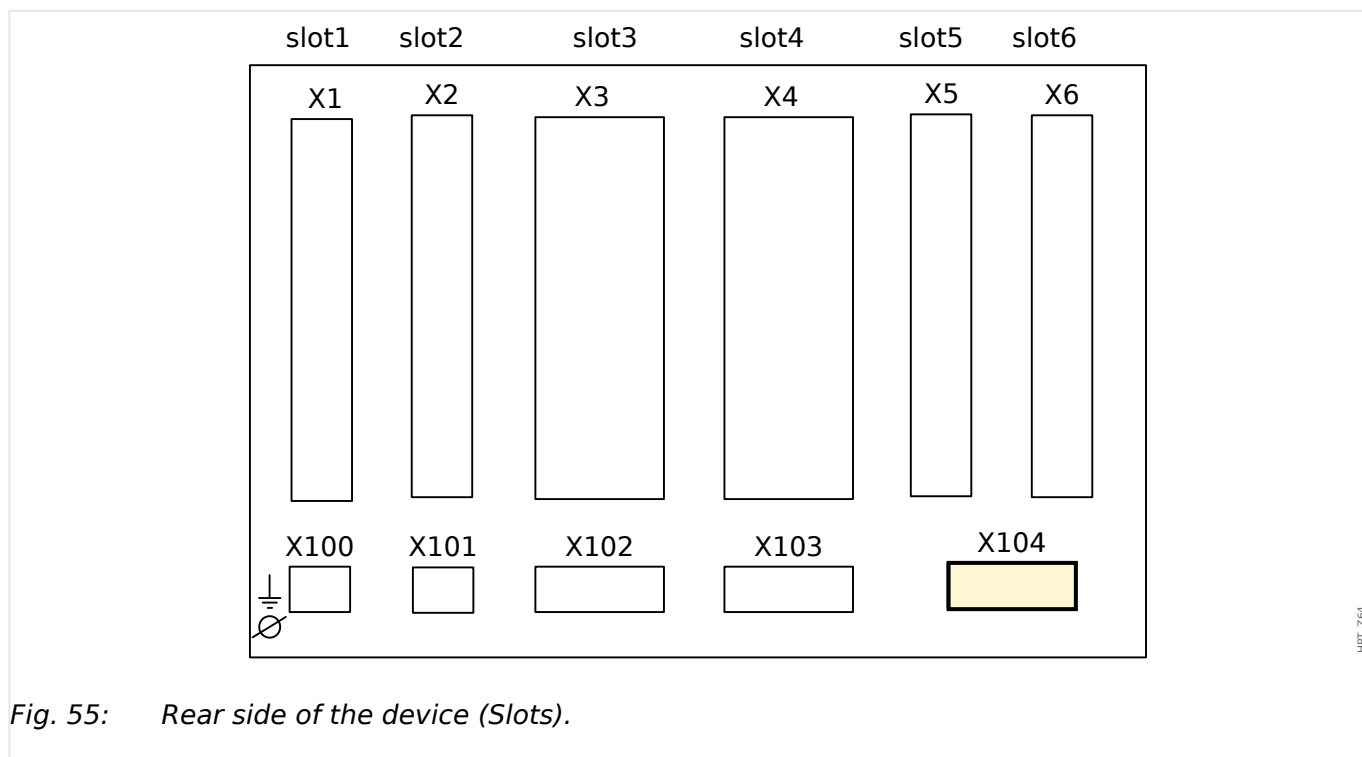 slot1 slot2 slot3 slot4 slot5 slot6
X1 X2 X3 X4 X5 X6
X100 X101 X102 X103 X104
Fig. 55: Rear side of the device (Slots).